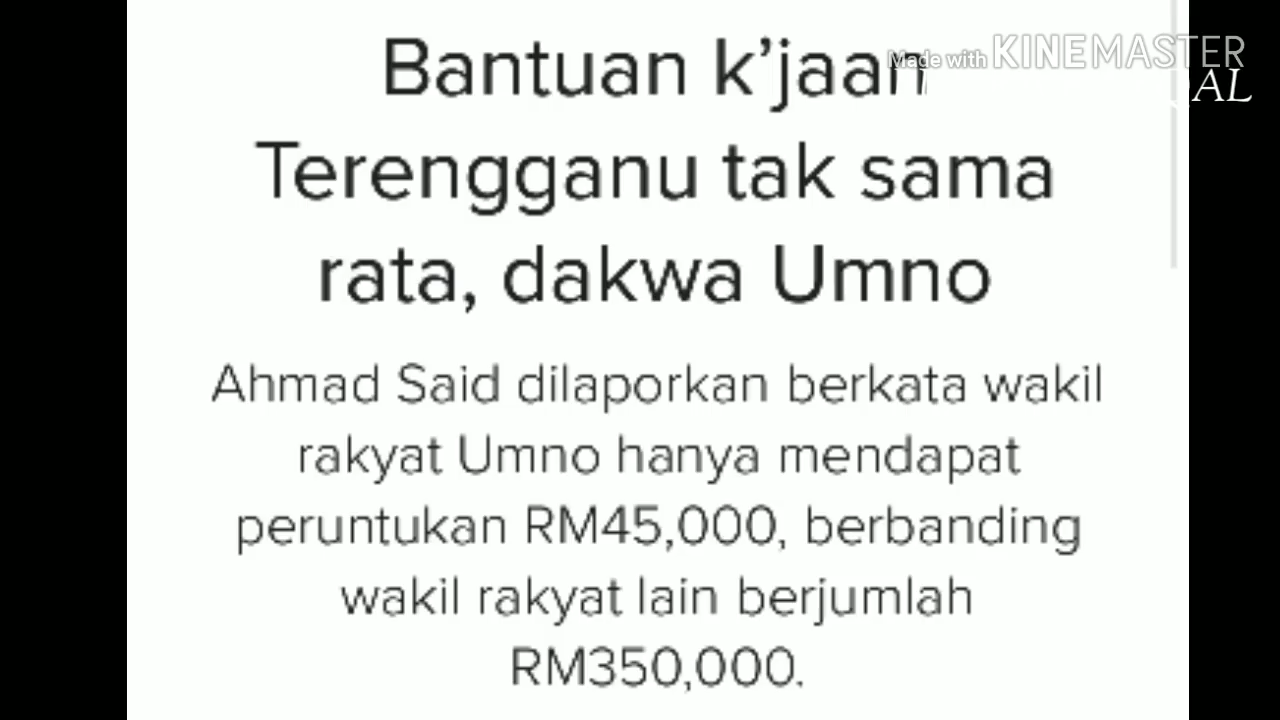 Made with KINEMASTER
AL
Bantuan k’jaan
Terengganu tak sama
rata, dakwa Umno
Ahmad Said dilaporkan berkata wakil
rakyat Umno hanya mendapat
peruntukan RM45,000, berbanding
wakil rakyat lain berjumlah
RM350,000.